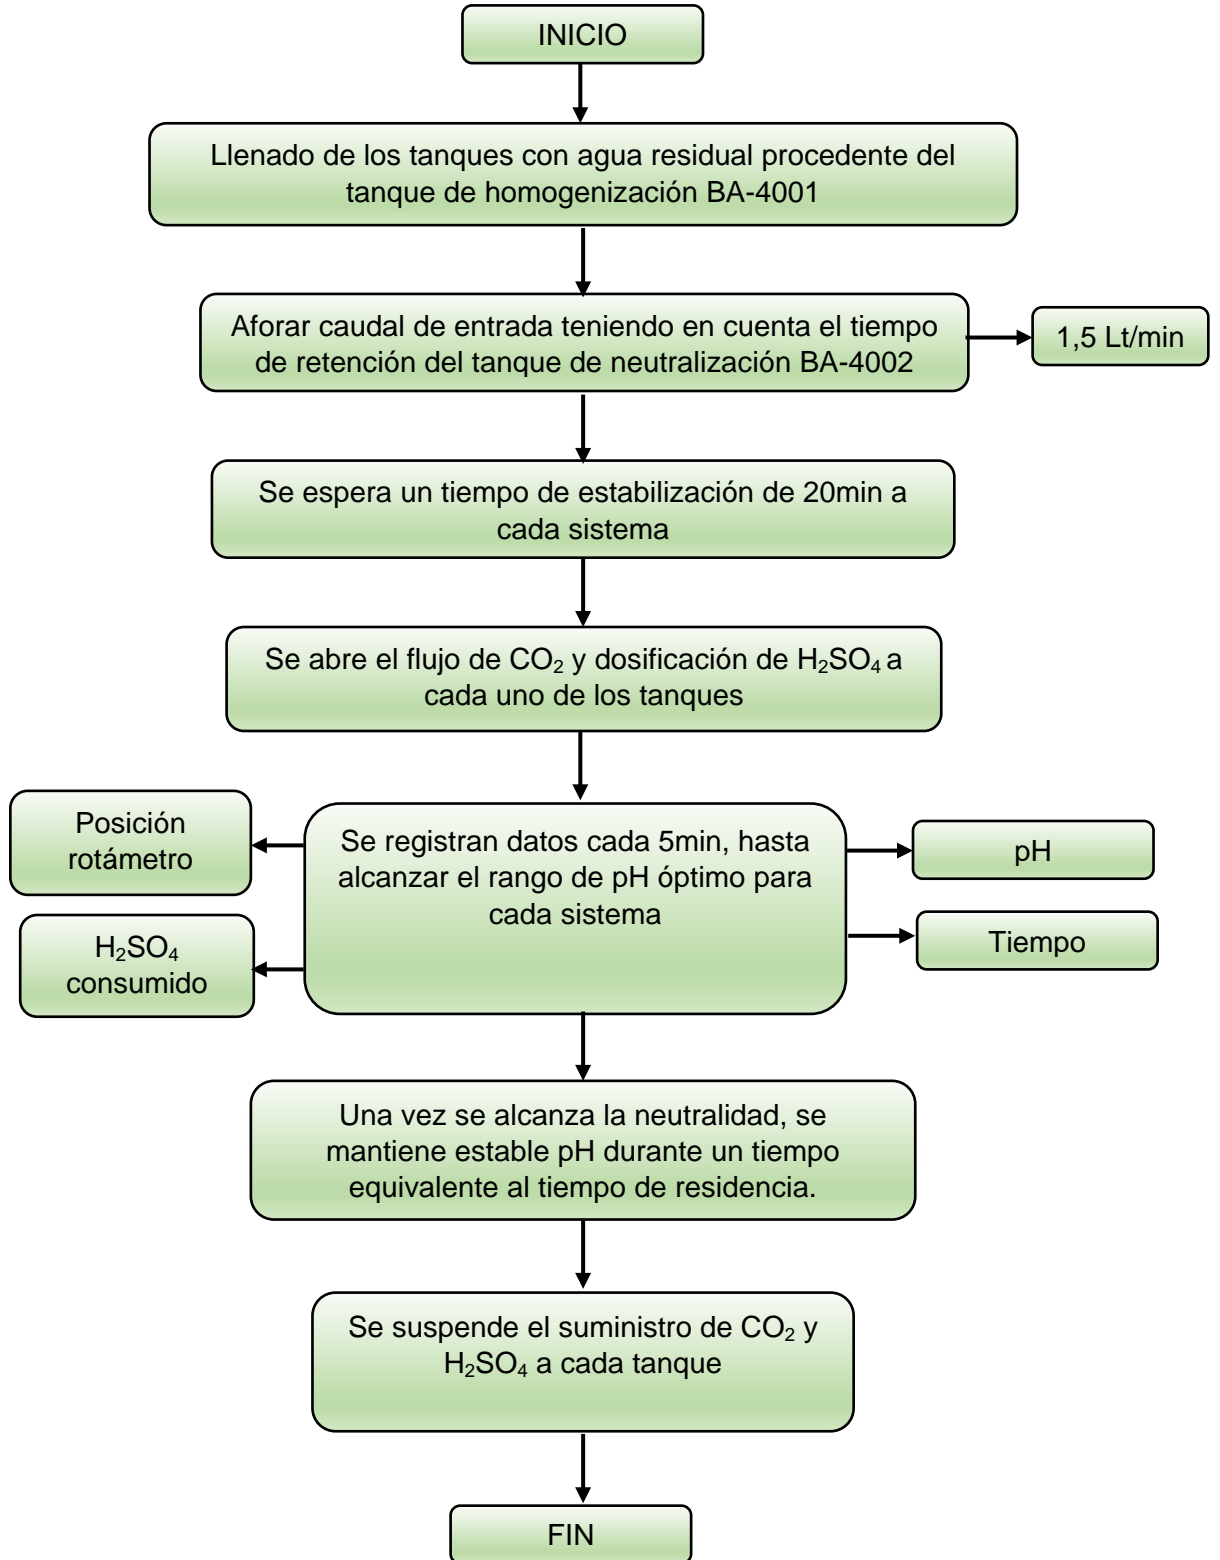 INICIO
Llenado de los tanques con agua residual procedente del
tanque de homogenización BA-4001
Aforar caudal de entrada teniendo en cuenta el tiempo
de retención del tanque de neutralización BA-4002
1,5 Lt/min
Se espera un tiempo de estabilización de 20min a
cada sistema
Se abre el flujo de CO₂ y dosificación de H₂SO₄ a
cada uno de los tanques
Posición
rotámetro
Se registran datos cada 5min, hasta
alcanzar el rango de pH óptimo para
cada sistema
pH
H₂SO₄
consumido
Tiempo
Una vez se alcanza la neutralidad, se
mantiene estable pH durante un tiempo
equivalente al tiempo de residencia.
Se suspende el suministro de CO₂ y
H₂SO₄ a cada tanque
FIN